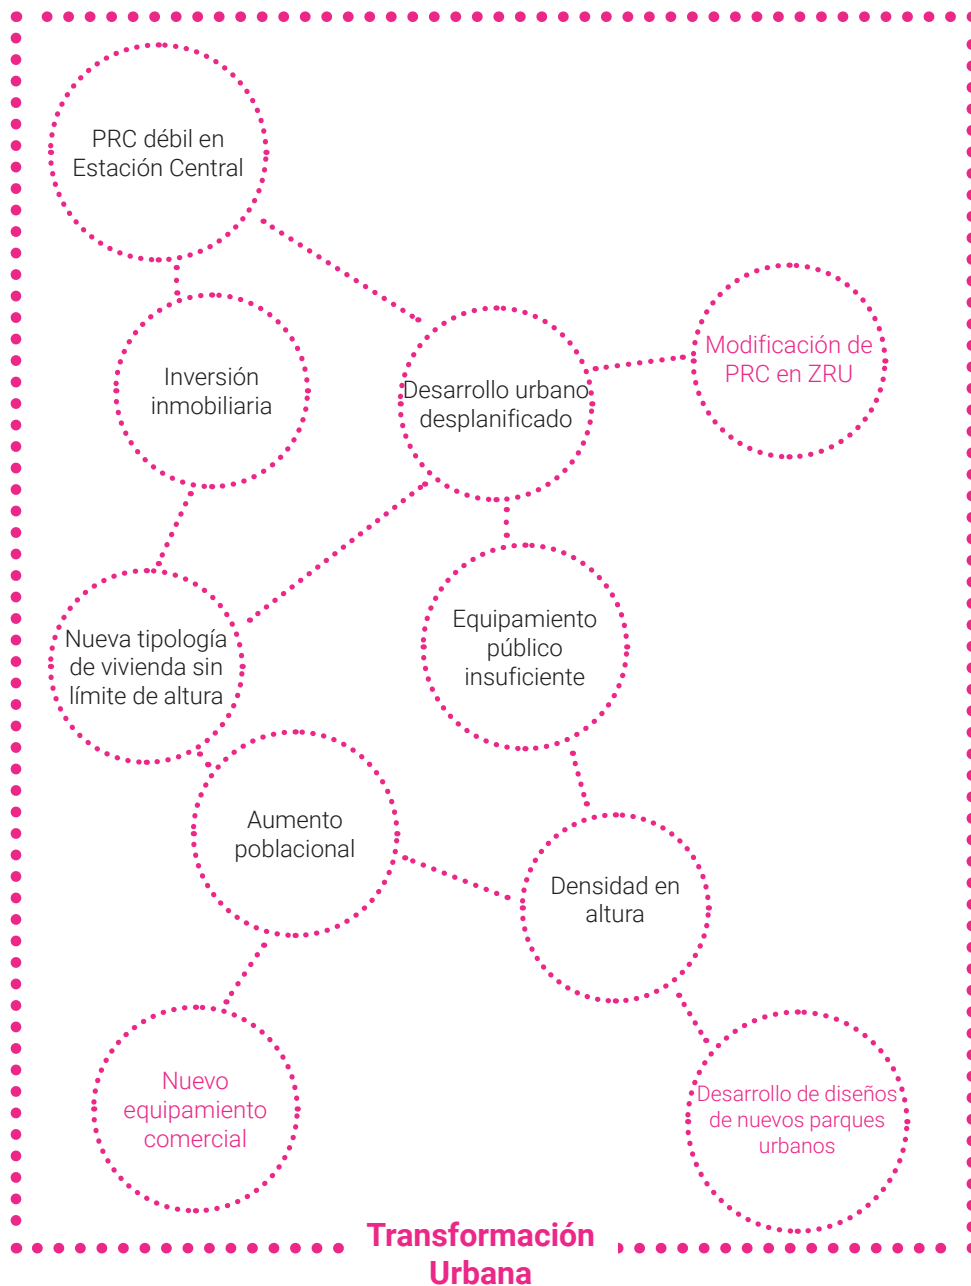 PRC débil en
Estación Central
Modificación de
PRC en ZRU
Inversión
inmobiliaria
Desarrollo urbano
desplanificado
Nueva tipología
de vivienda sin
límite de altura
Equipamiento
público
insuficiente
Aumento
poblacional
Densidad en
altura
Nuevo
equipamiento
comercial
Desarrollo de diseños
de nuevos parques
urbanos
Transformación
Urbana